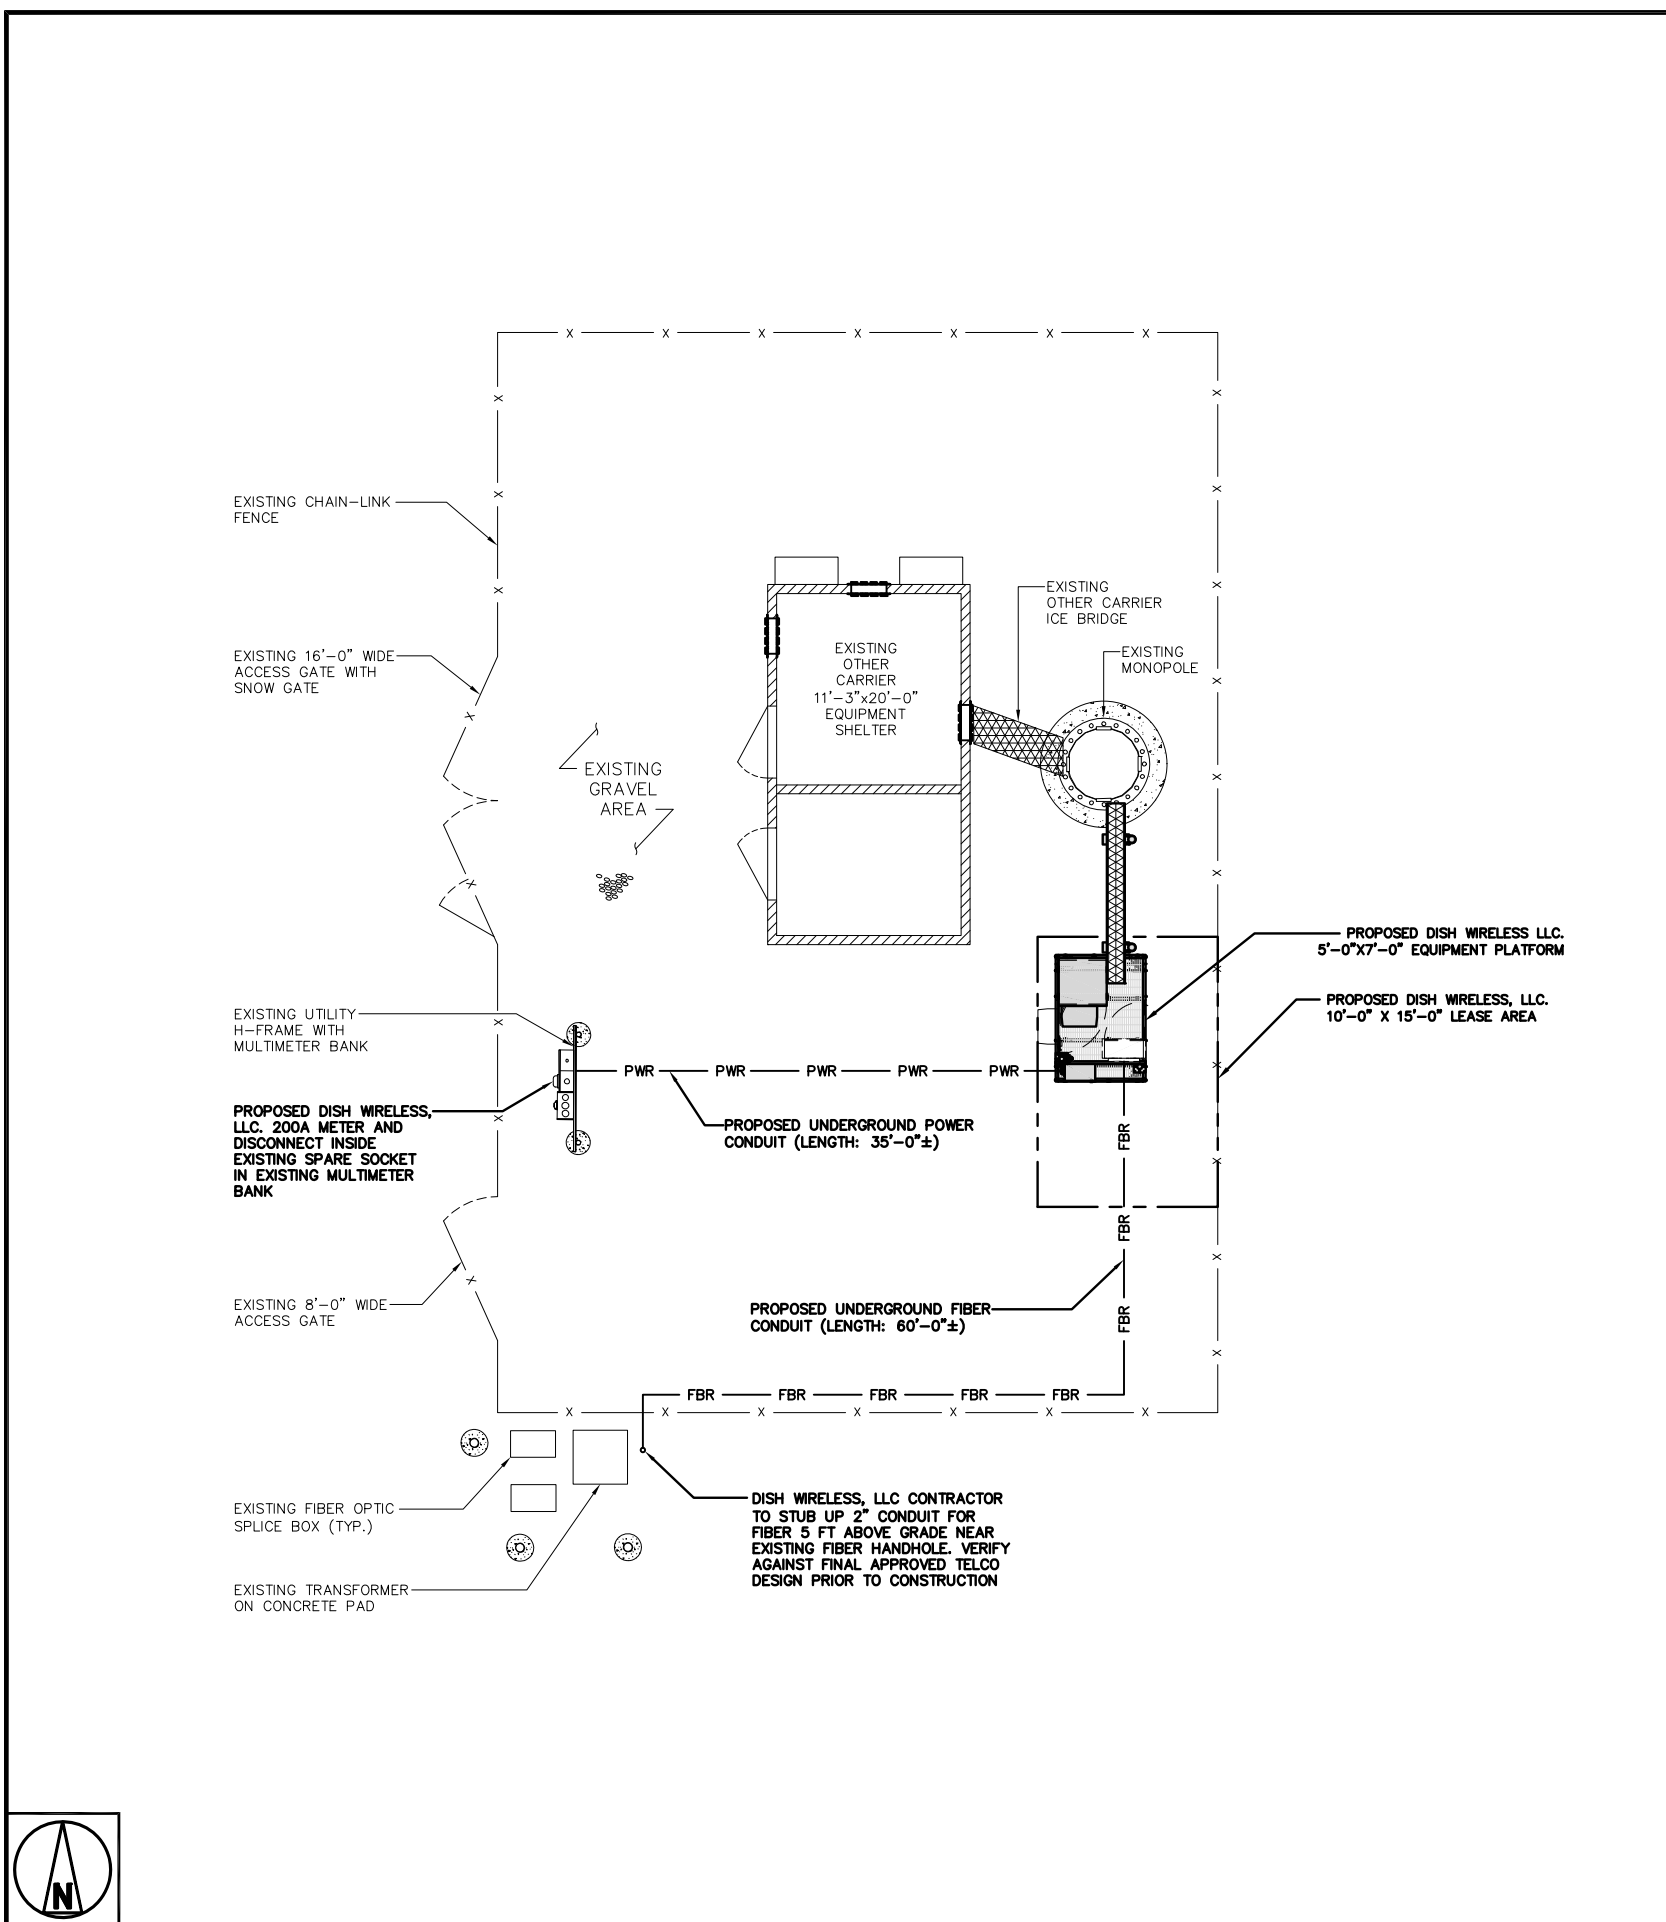 EXISTING CHAIN-LINK
FENCE
EXISTING 16'-0" WIDE
ACCESS GATE WITH
SNOW GATE
EXISTING
OTHER
CARRIER
11'-3"x20'-0"
EQUIPMENT
SHELTER
EXISTING
OTHER CARRIER
ICE BRIDGE
EXISTING
MONOPOLE
EXISTING
GRAVEL
AREA
PROPOSED DISH WIRELESS LLC.
5'-0"X7'-0" EQUIPMENT PLATFORM
PROPOSED DISH WIRELESS, LLC.
10'-0" X 15'-0" LEASE AREA
EXISTING UTILITY
H-FRAME WITH
MULTIMETER BANK
PWR PWR PWR PWR PWR
PROPOSED DISH WIRELESS,
LLC. 200A METER AND
DISCONNECT INSIDE
EXISTING SPARE SOCKET
IN EXISTING MULTIMETER
BANK
PROPOSED UNDERGROUND POWER
CONDUIT (LENGTH: 35'-0"±)
FBR
FBR
FBR
EXISTING 8'-0" WIDE
ACCESS GATE
PROPOSED UNDERGROUND FIBER
CONDUIT (LENGTH: 60'-0"±)
FBR FBR FBR FBR FBR
EXISTING FIBER OPTIC
SPLICE BOX (TYP.)
DISH WIRELESS, LLC CONTRACTOR
TO STUB UP 2" CONDUIT FOR
FIBER 5 FT ABOVE GRADE NEAR
EXISTING FIBER HANDHOLE. VERIFY
AGAINST FINAL APPROVED TELCO
DESIGN PRIOR TO CONSTRUCTION
EXISTING TRANSFORMER
ON CONCRETE PAD
N